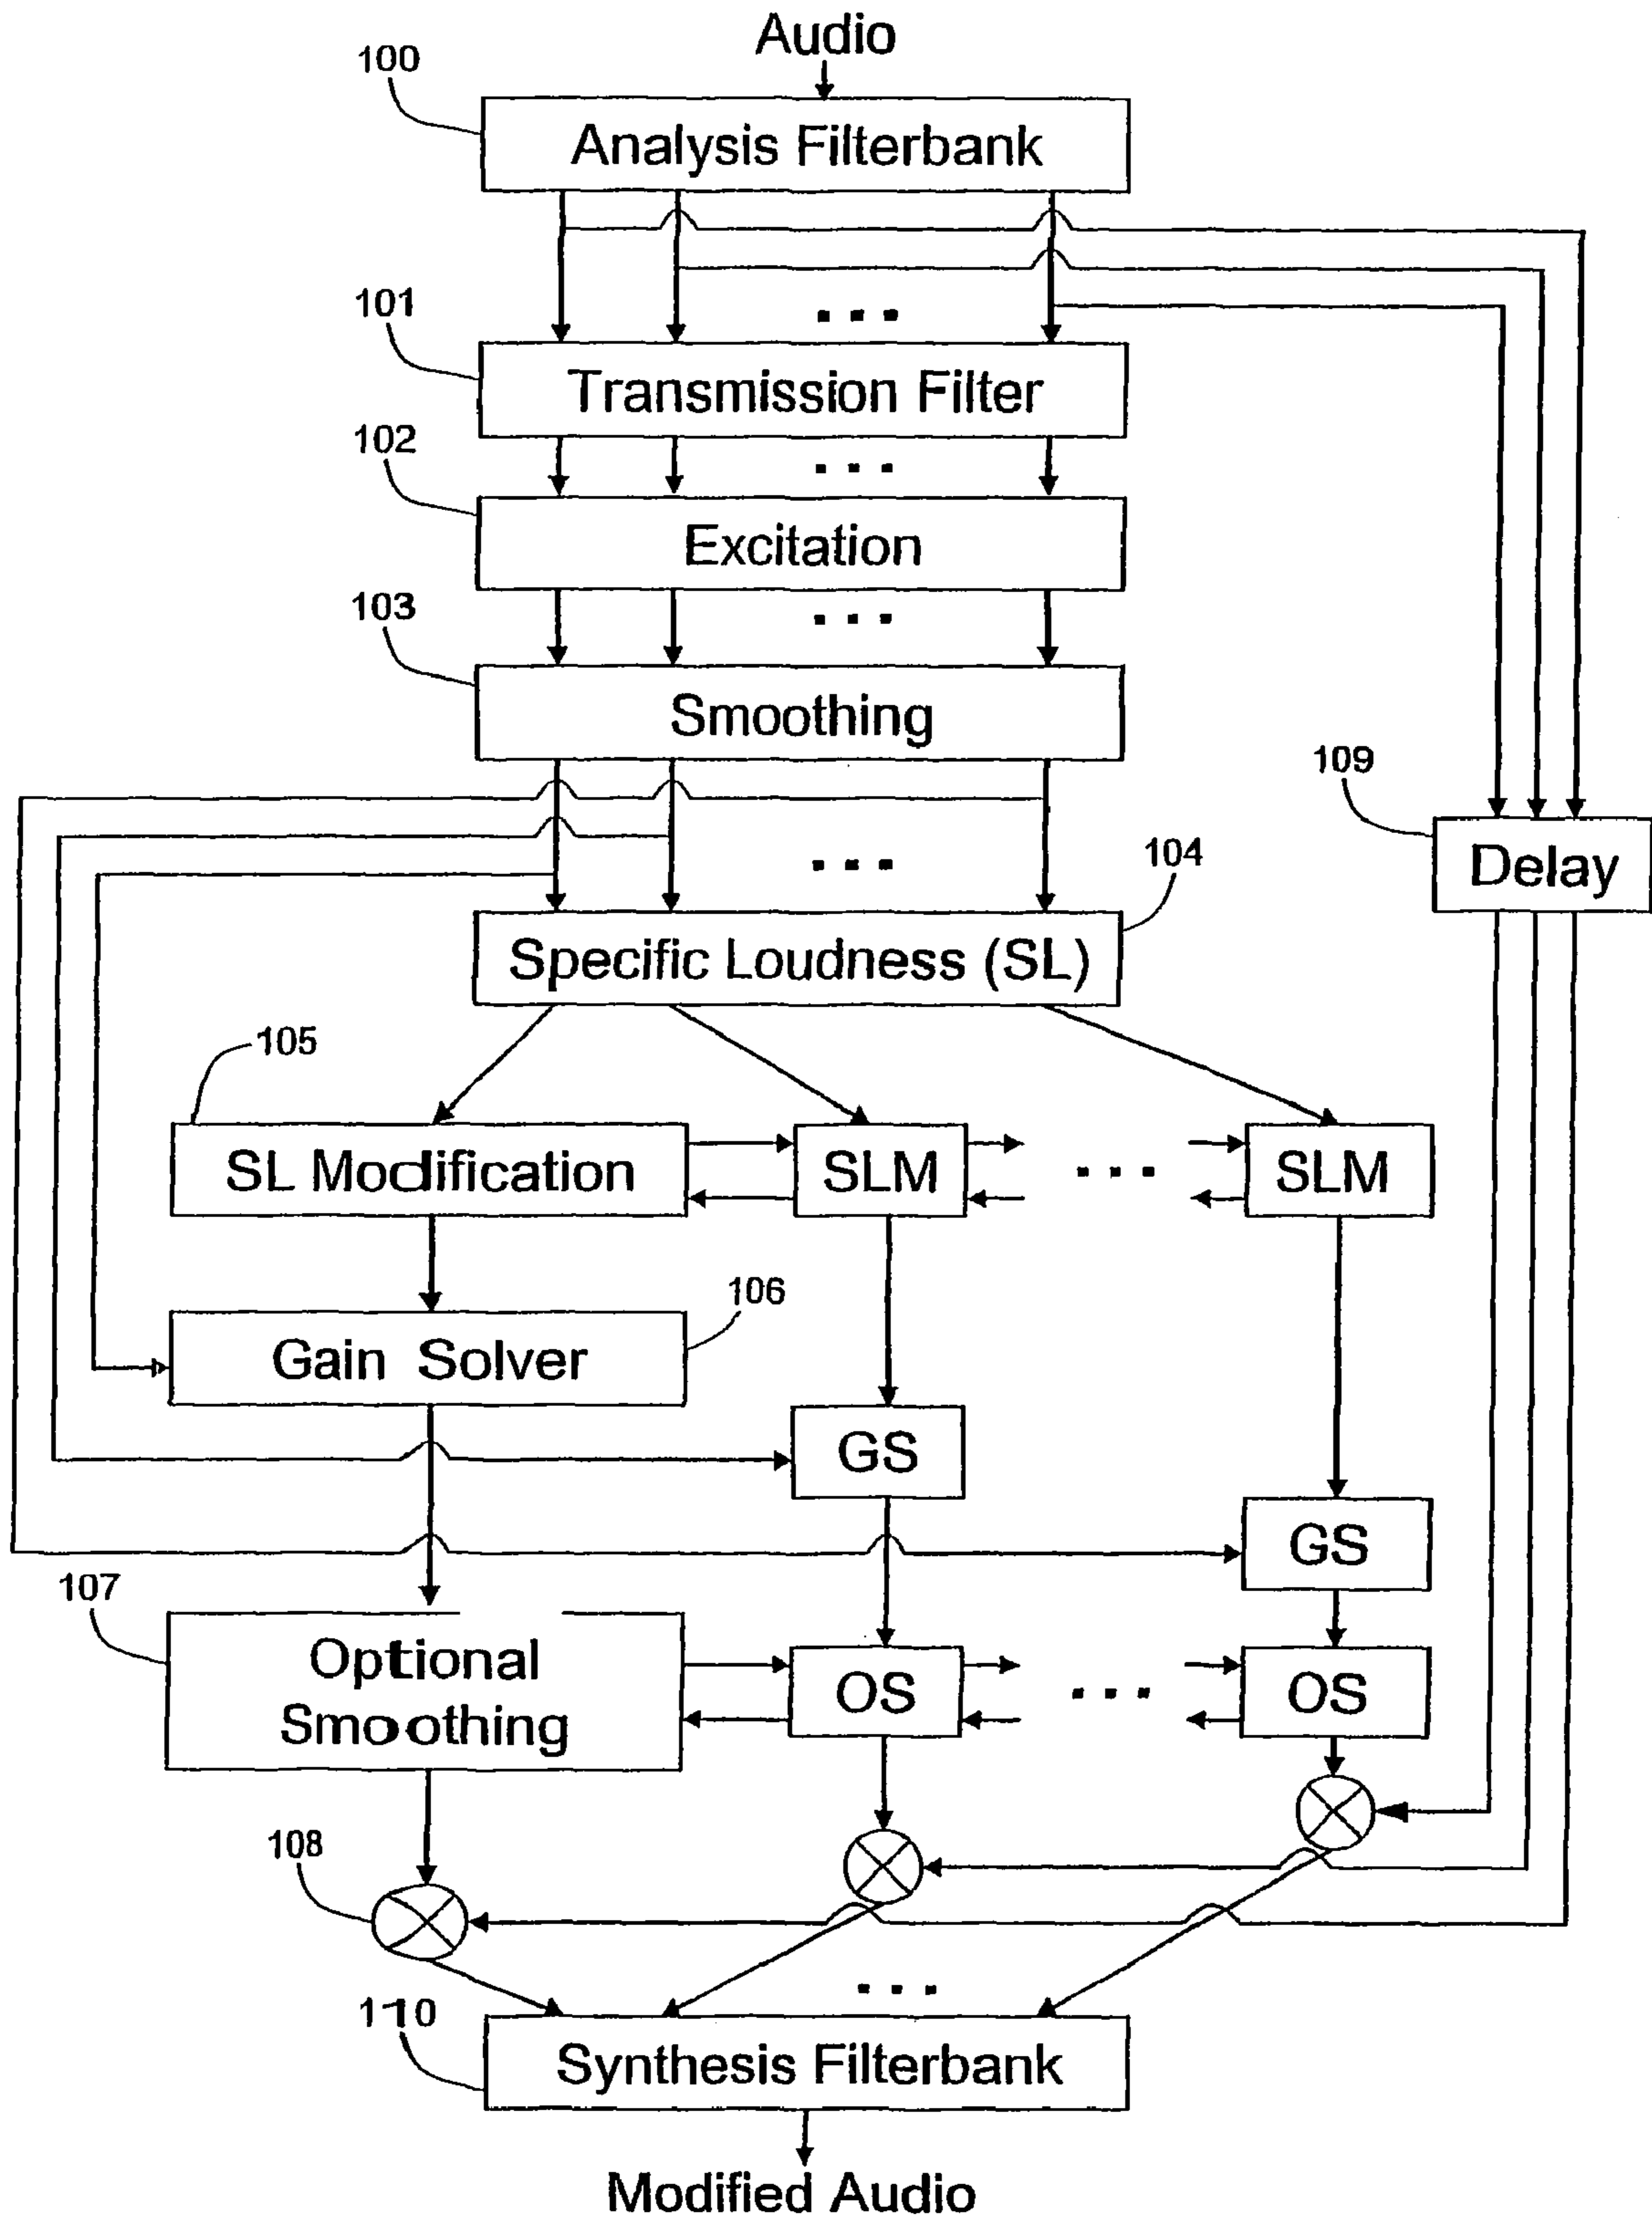 Audio
100
Analysis Filterbank
101
...
Transmission Filter
102
...
Excitation
103
...
Smoothing
109
Delay
...
104
Specific Loudness (SL)
105
SL Modification
SLM
...
SLM
106
Gain Solver
GS
GS
107
Optional
Smoothing
OS
...
OS
108
...
110
Synthesis Filterbank
Modified Audio